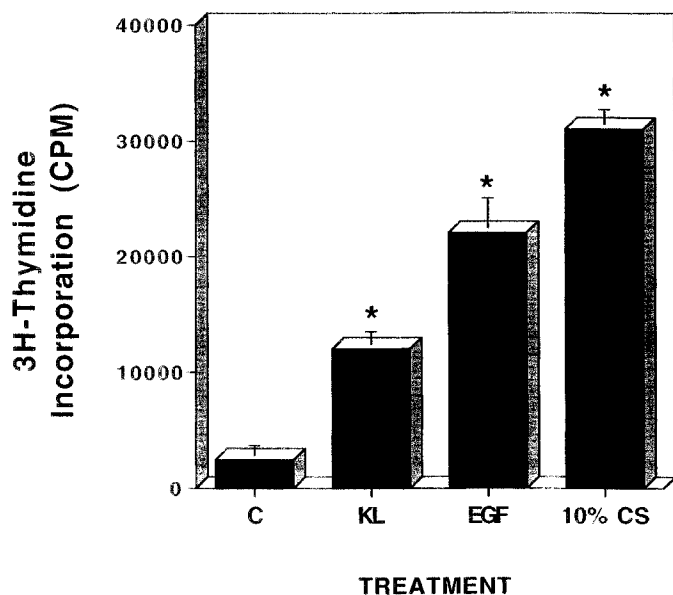 40000
30000
20000
10000
0
3H-Thymidine
Incorporation (CPM)
*
*
*
C KL EGF 10% CS
TREATMENT